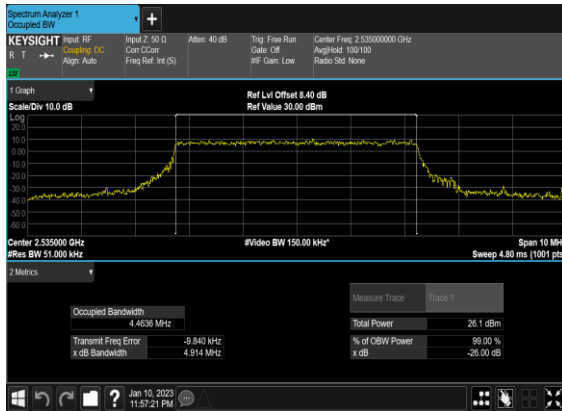 Spectrum Analyzer 1
Occupied BW
+
KEYSIGHT
R T
LXI
Input: RF
Coupling: DC
Align: Auto
Input Z: 50 Ω
Corr CCorr
Freq Ref: Int (S)
Atten: 40 dB
Trig: Free Run
Gate: Off
#IF Gain: Low
Center Freq: 2.535000000 GHz
Avg|Hold: 100/100
Radio Std: None
1 Graph
Scale/Div 10.0 dB
Ref Lvl Offset 8.40 dB
Ref Value 30.00 dBm
Log
20.0
10.0
0.00
-10.0
-20.0
-30.0
-40.0
-50.0
-60.0
Center 2.535000 GHz
#Res BW 51.000 kHz
#Video BW 150.00 kHz*
Span 10 MH
Sweep 4.80 ms (1001 pts
2 Metrics
Measure Trace
Trace 1
Occupied Bandwidth
4.4636 MHz
Total Power
26.1 dBm
Transmit Freq Error
-9.840 kHz
% of OBW Power
99.00 %
x dB Bandwidth
4.914 MHz
x dB
-26.00 dB
?
Jan 10, 2023
11:57:21 PM